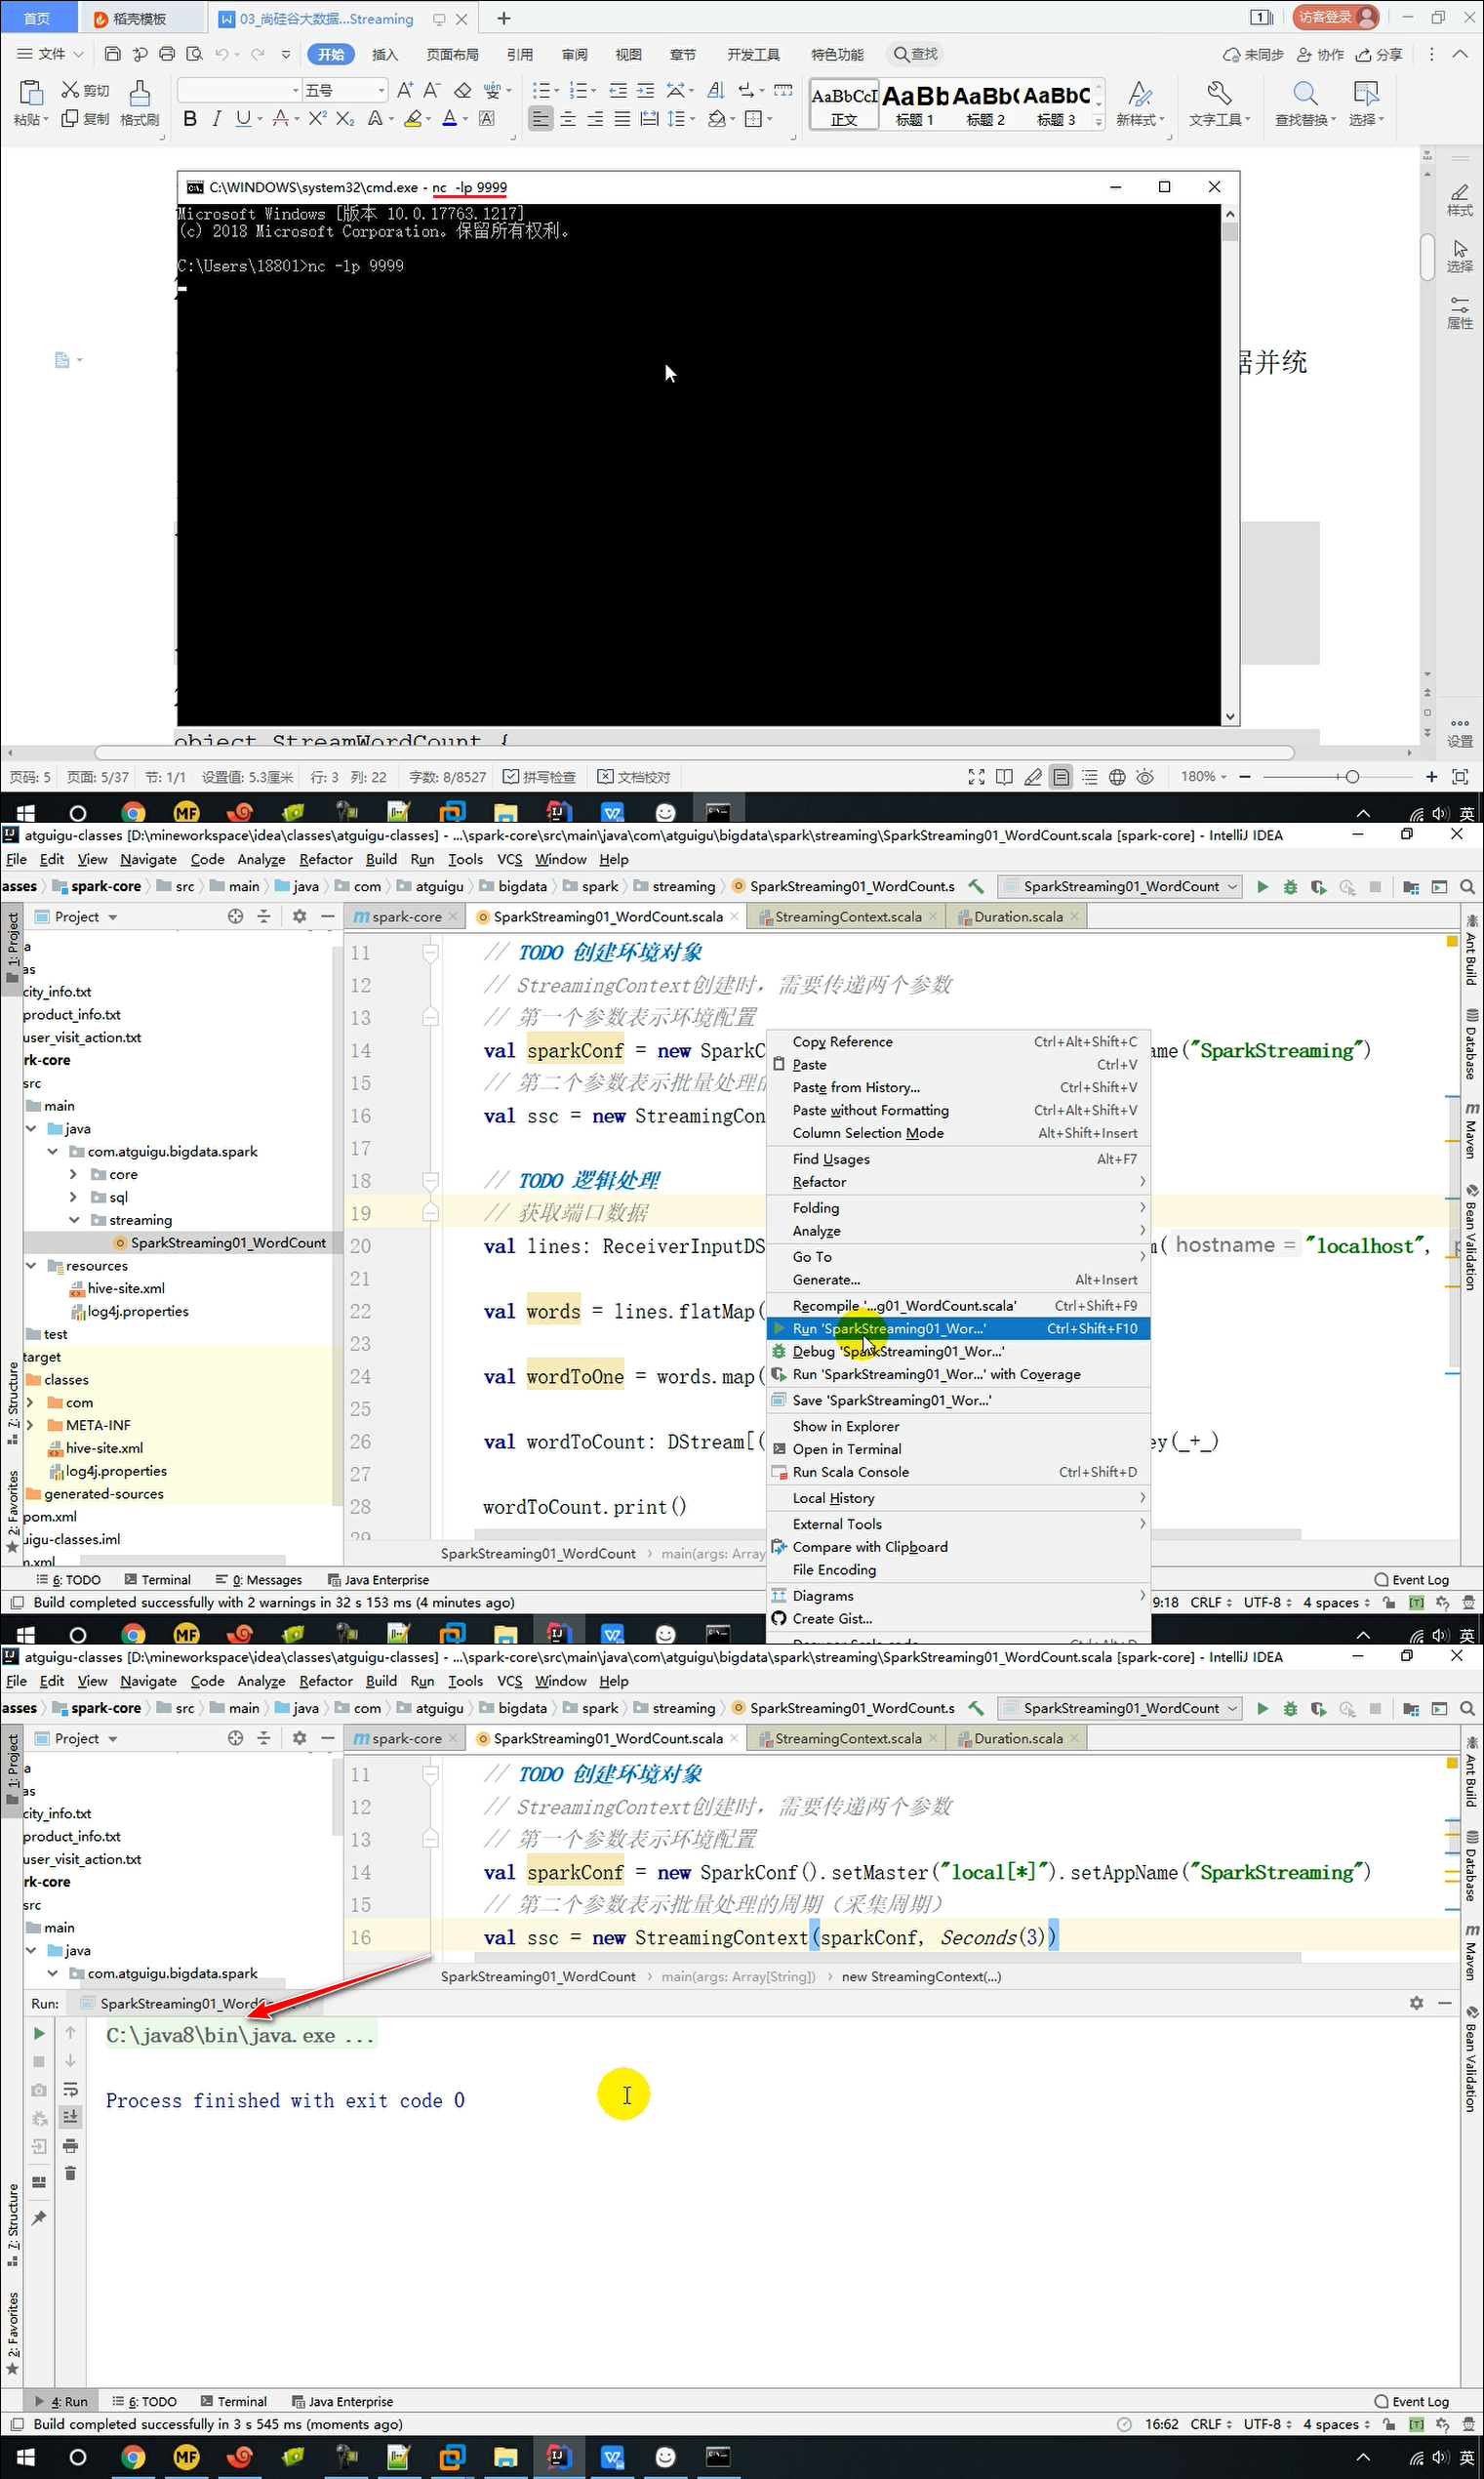 首页 稻壳模板 03_尚硅谷大数据...Streaming + 1 访客登录
文件 开始 插入 页面布局 引用 审阅 视图 章节 开发工具 特色功能 查找 未同步 协作 分享
粘贴 剪切 复制 格式刷 五号 AaBbCcI AaBb AaBb( AaBbC
B I U 正文 标题 1 标题 2 标题 3 新样式 文字工具 查找替换 选择
C:\WINDOWS\system32\cmd.exe - nc -lp 9999
Microsoft Windows [版本 10.0.17763.1217]
(c) 2018 Microsoft Corporation。保留所有权利。
C:\Users\18801>nc -lp 9999
样式
选择
属性
据并统
object StreamWordCount {
设置
页码: 5 页面: 5/37 节: 1/1 设置值: 5.3厘米 行: 3 列: 22 字数: 8/8527 拼写检查 文档校对 180%
英
atguigu-classes [D:\mineworkspace\idea\classes\atguigu-classes] - ...\spark-core\src\main\java\com\atguigu\bigdata\spark\streaming\SparkStreaming01_WordCount.scala [spark-core] - IntelliJ IDEA
File Edit View Navigate Code Analyze Refactor Build Run Tools VCS Window Help
asses spark-core src main java com atguigu bigdata spark streaming SparkStreaming01_WordCount.s SparkStreaming01_WordCount
Project spark-core SparkStreaming01_WordCount.scala StreamingContext.scala Duration.scala
1: Project
7: Structure
2: Favorites
a
as
city_info.txt
product_info.txt
user_visit_action.txt
rk-core
src
main
java
com.atguigu.bigdata.spark
core
sql
streaming
SparkStreaming01_WordCount
resources
hive-site.xml
log4j.properties
test
target
classes
com
META-INF
hive-site.xml
log4j.properties
generated-sources
pom.xml
uigu-classes.iml
n.xml
11 // TODO 创建环境对象
12 // StreamingContext创建时，需要传递两个参数
13 // 第一个参数表示环境配置
14 val sparkConf = new SparkC ame("SparkStreaming")
15 // 第二个参数表示批量处理的
16 val ssc = new StreamingCon
17
18 // TODO 逻辑处理
19 // 获取端口数据
20 val lines: ReceiverInputDS m( hostname = "localhost",
21
22 val words = lines.flatMap(
23
24 val wordToOne = words.map(
25
26 val wordToCount: DStream[( ey(_+_)
27
28 wordToCount.print()
29
Copy Reference Ctrl+Alt+Shift+C
Paste Ctrl+V
Paste from History... Ctrl+Shift+V
Paste without Formatting Ctrl+Alt+Shift+V
Column Selection Mode Alt+Shift+Insert
Find Usages Alt+F7
Refactor
Folding
Analyze
Go To
Generate... Alt+Insert
Recompile '...g01_WordCount.scala' Ctrl+Shift+F9
Run 'SparkStreaming01_Wor...' Ctrl+Shift+F10
Debug 'SparkStreaming01_Wor...'
Run 'SparkStreaming01_Wor...' with Coverage
Save 'SparkStreaming01_Wor...'
Show in Explorer
Open in Terminal
Run Scala Console Ctrl+Shift+D
Local History
External Tools
Compare with Clipboard
File Encoding
Diagrams
Create Gist...
Ant Build
Database
Maven
Bean Validation
SparkStreaming01_WordCount main(args: Array
6: TODO Terminal 0: Messages Java Enterprise Event Log
Build completed successfully with 2 warnings in 32 s 153 ms (4 minutes ago) 9:18 CRLF UTF-8 4 spaces
英
atguigu-classes [D:\mineworkspace\idea\classes\atguigu-classes] - ...\spark-core\src\main\java\com\atguigu\bigdata\spark\streaming\SparkStreaming01_WordCount.scala [spark-core] - IntelliJ IDEA
File Edit View Navigate Code Analyze Refactor Build Run Tools VCS Window Help
asses spark-core src main java com atguigu bigdata spark streaming SparkStreaming01_WordCount.s SparkStreaming01_WordCount
Project spark-core SparkStreaming01_WordCount.scala StreamingContext.scala Duration.scala
1: Project
7: Structure
2: Favorites
a
as
city_info.txt
product_info.txt
user_visit_action.txt
rk-core
src
main
java
com.atguigu.bigdata.spark
11 // TODO 创建环境对象
12 // StreamingContext创建时，需要传递两个参数
13 // 第一个参数表示环境配置
14 val sparkConf = new SparkConf().setMaster("local[*]").setAppName("SparkStreaming")
15 // 第二个参数表示批量处理的周期（采集周期）
16 val ssc = new StreamingContext(sparkConf, Seconds(3))
SparkStreaming01_WordCount main(args: Array[String]) new StreamingContext(...)
Ant Build
Database
Maven
Bean Validation
Run: SparkStreaming01_Word
C:\java8\bin\java.exe ...
Process finished with exit code 0
4: Run 6: TODO Terminal Java Enterprise Event Log
Build completed successfully in 3 s 545 ms (moments ago) 16:62 CRLF UTF-8 4 spaces
英